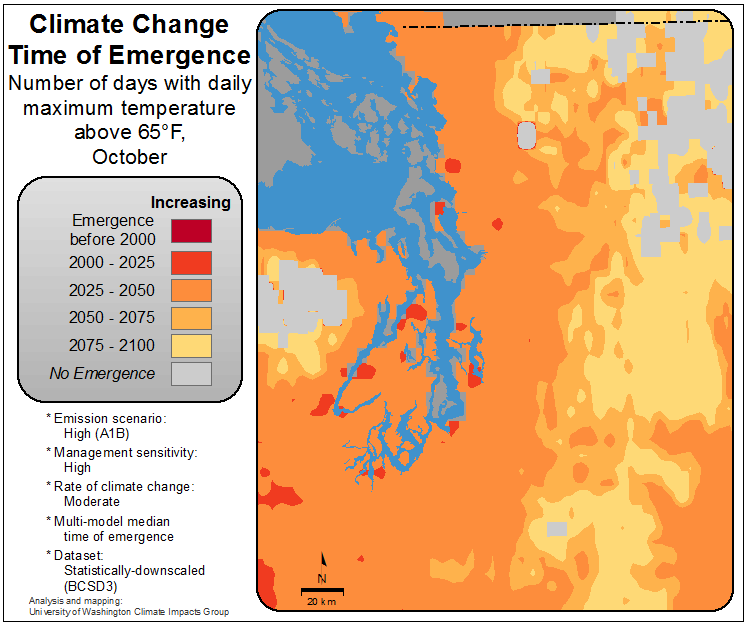 Climate Change
Time of Emergence
Number of days with daily
maximum temperature
above 65°F,
October
Increasing
Emergence
before 2000
2000 - 2025
2025 - 2050
2050 - 2075
2075 - 2100
No Emergence
* Emission scenario:
High (A1B)
* Management sensitivity:
High
* Rate of climate change:
Moderate
* Multi-model median
time of emergence
* Dataset:
Statistically-downscaled
(BCSD3)
Analysis and mapping:
University of Washington Climate Impacts Group
N
20 km